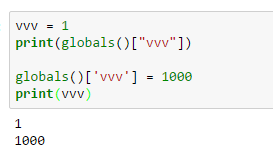 vvv = 1
print(globals()["vvv"])
globals()['vvv'] = 1000
print(vvv)
1
1000